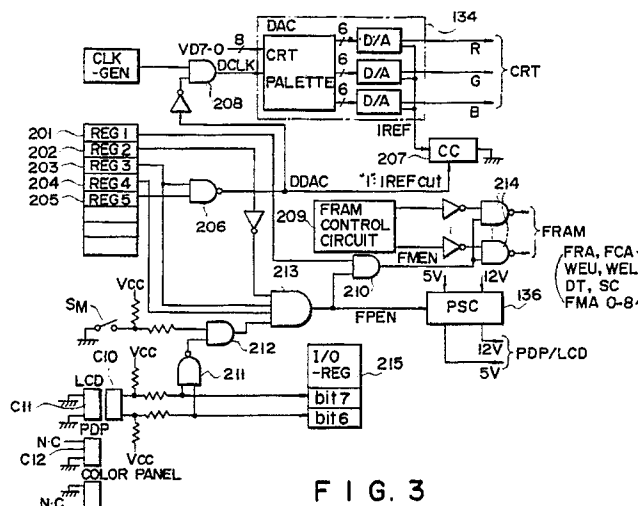 DAC
134
VD7-0
8
CLK
-GEN
DCLK
208
CRT
PALETTE
6
D/A
R
6
D/A
G
CRT
6
D/A
B
IREF
201
REG 1
202
REG 2
203
REG 3
204
REG 4
205
REG 5
206
DDAC
"1": IREF cut
207
CC
214
209
FRAM
CONTROL
CIRCUIT
FRAM
FRA, FCA
WEU, WEL
DT, SC
FMA 0-84
213
210
FMEN
5V
12V
FPEN
PSC
136
12V
5V
PDP/LCD
SM
VCC
212
211
I/O
-REG
215
bit7
bit6
C10
VCC
LCD
C11
PDP
VCC
N·C
C12
COLOR PANEL
N·C
FIG. 3